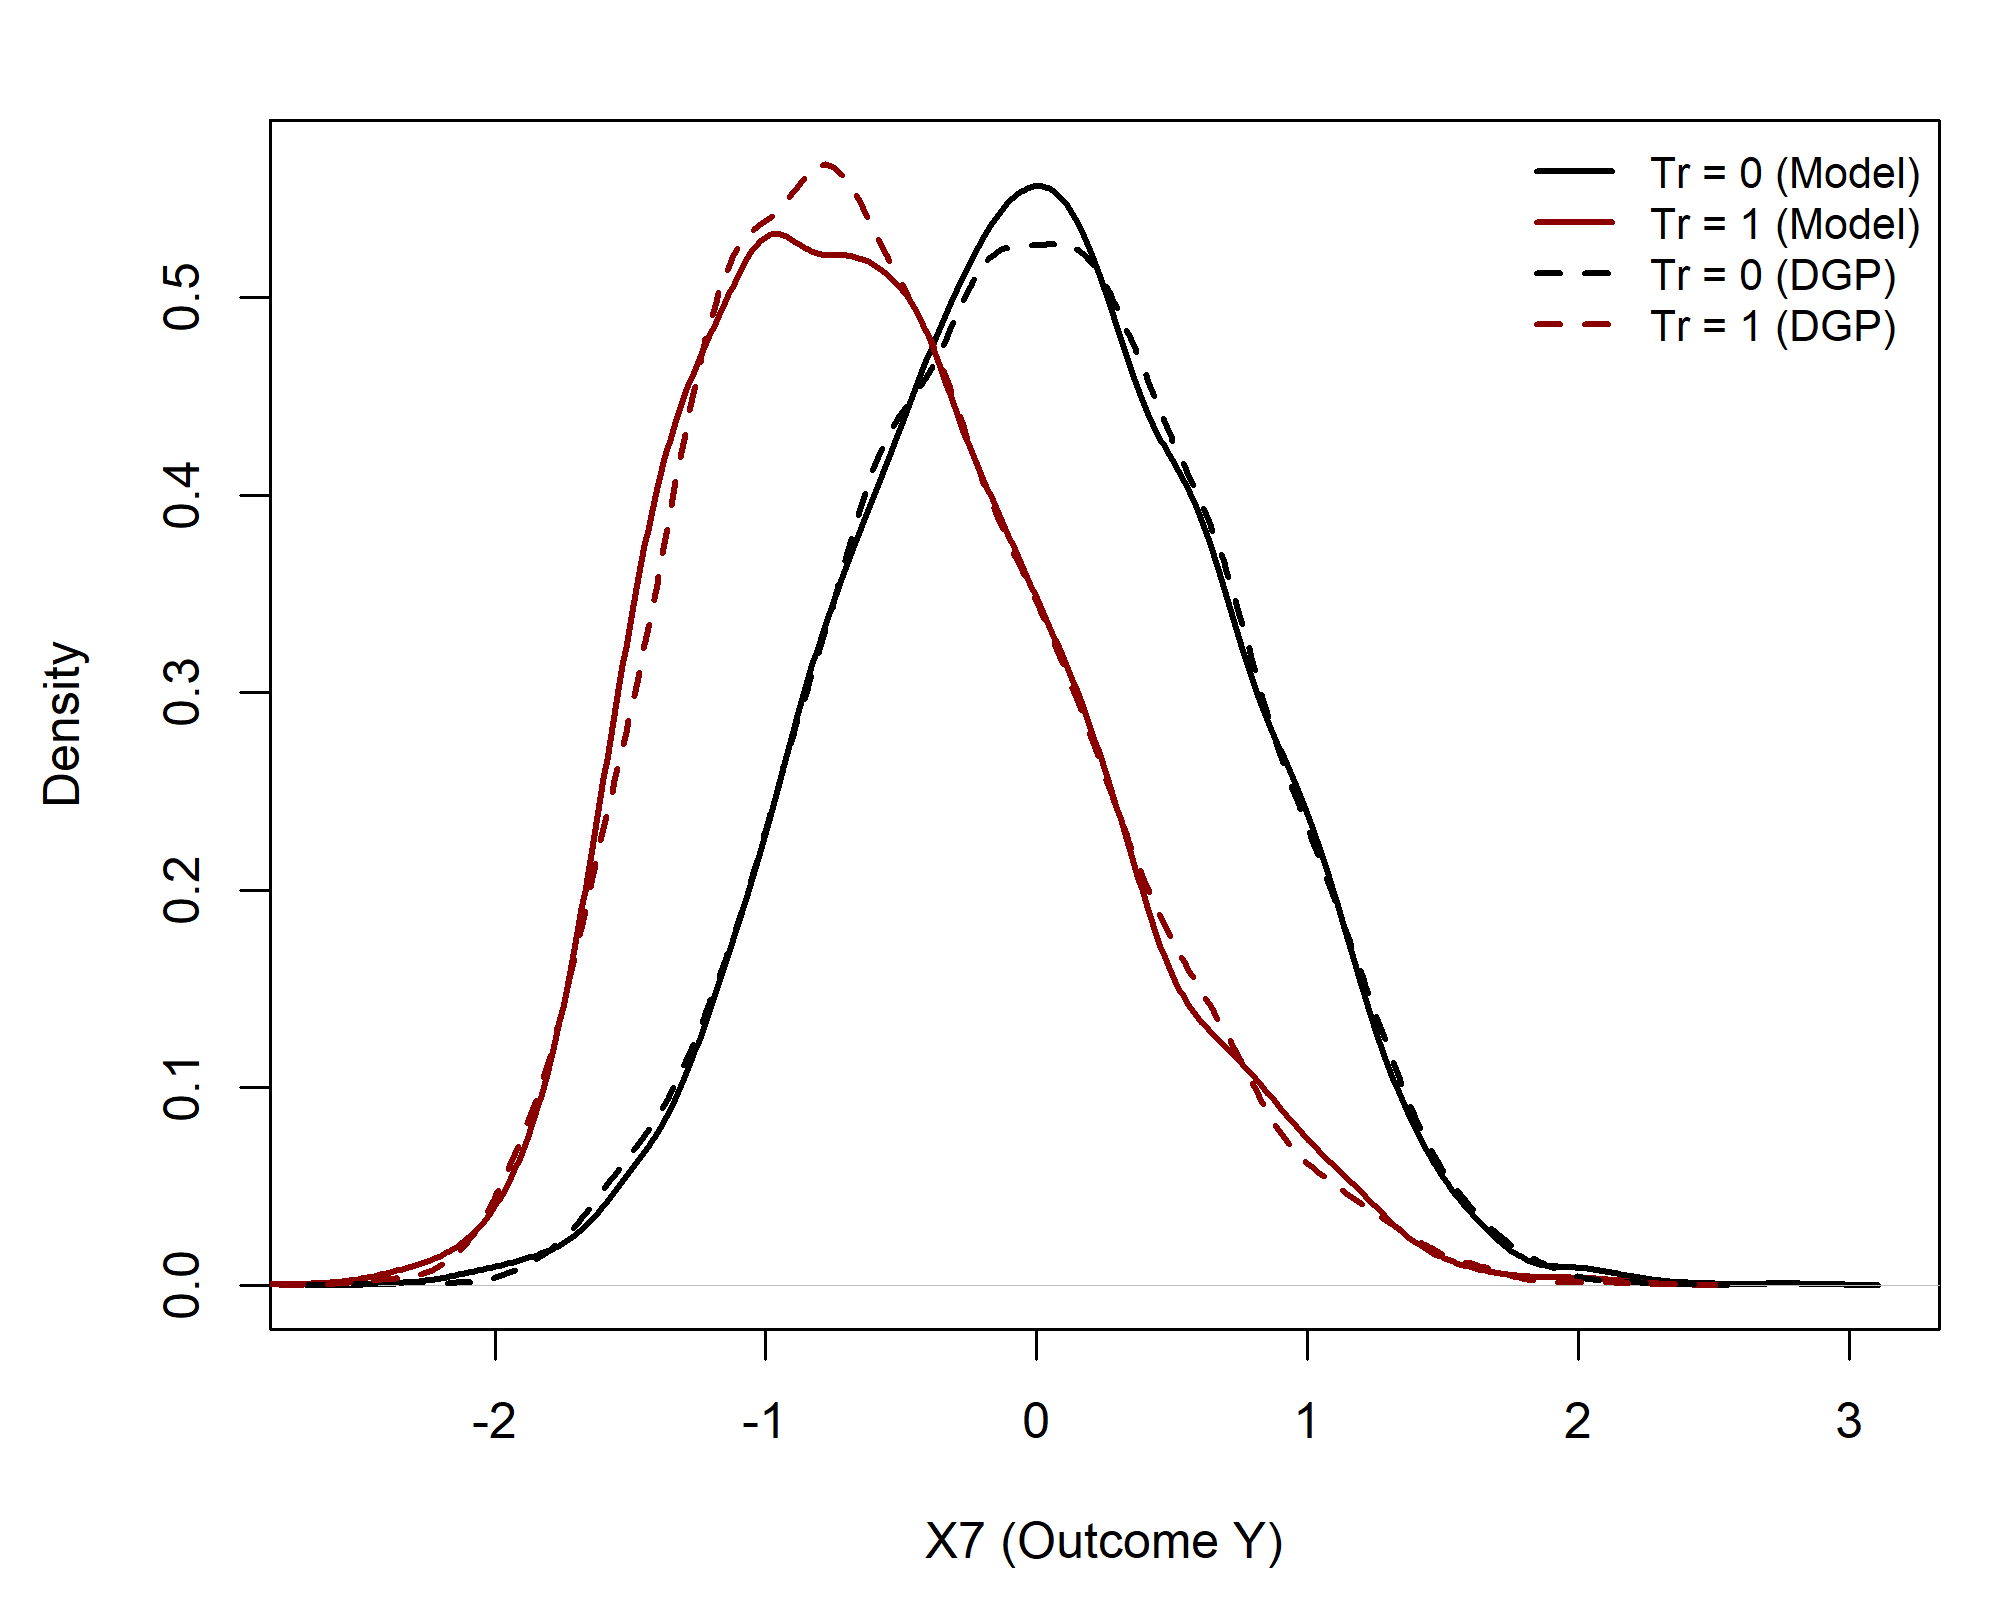 Tr = 0 (Model)
Tr = 1 (Model)
Tr = 0 (DGP)
Tr = 1 (DGP)
Density
0.5
0.4
0.3
0.2
0.1
0.0
-2 -1 0 1 2 3
X7 (Outcome Y)